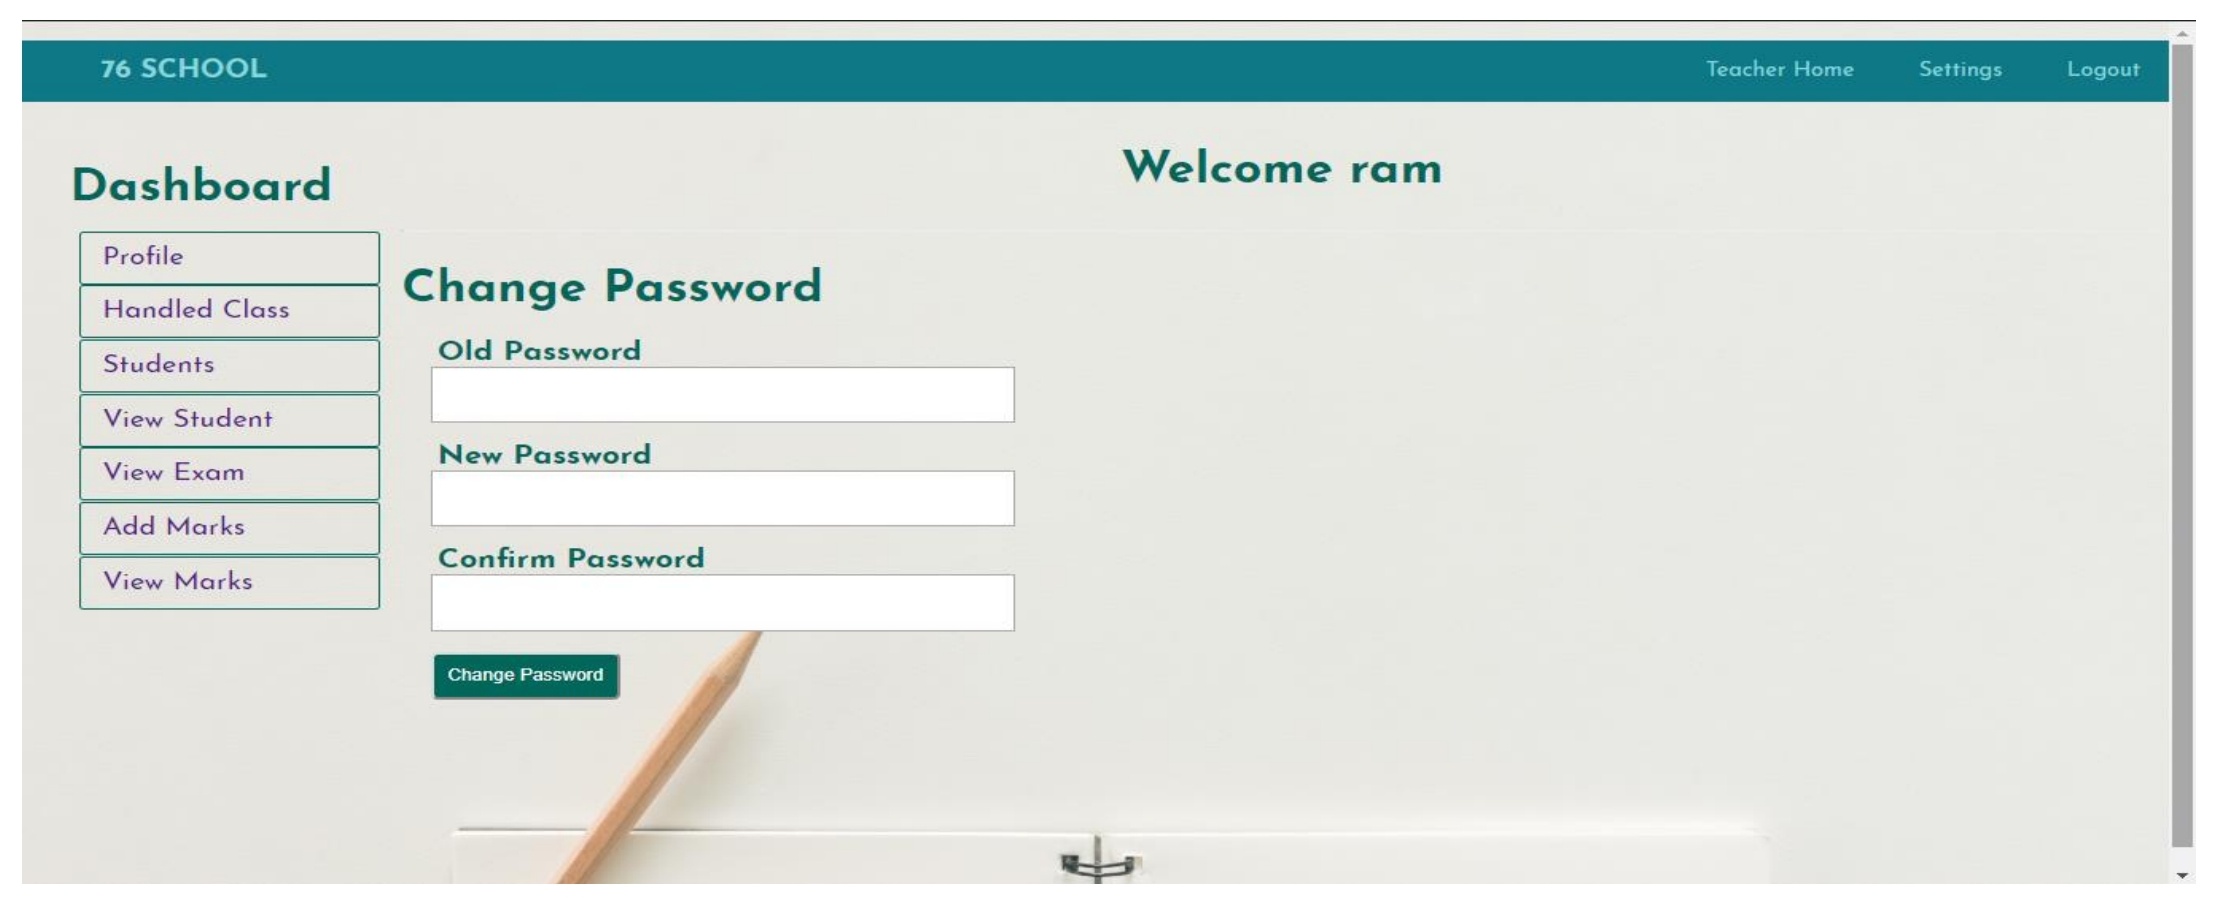 76 SCHOOL
Teacher Home
Settings
Logout
Welcome ram
Dashboard
Profile
Handled Class
Students
View Student
View Exam
Add Marks
View Marks
Change Password
Old Password
New Password
Confirm Password
Change Password